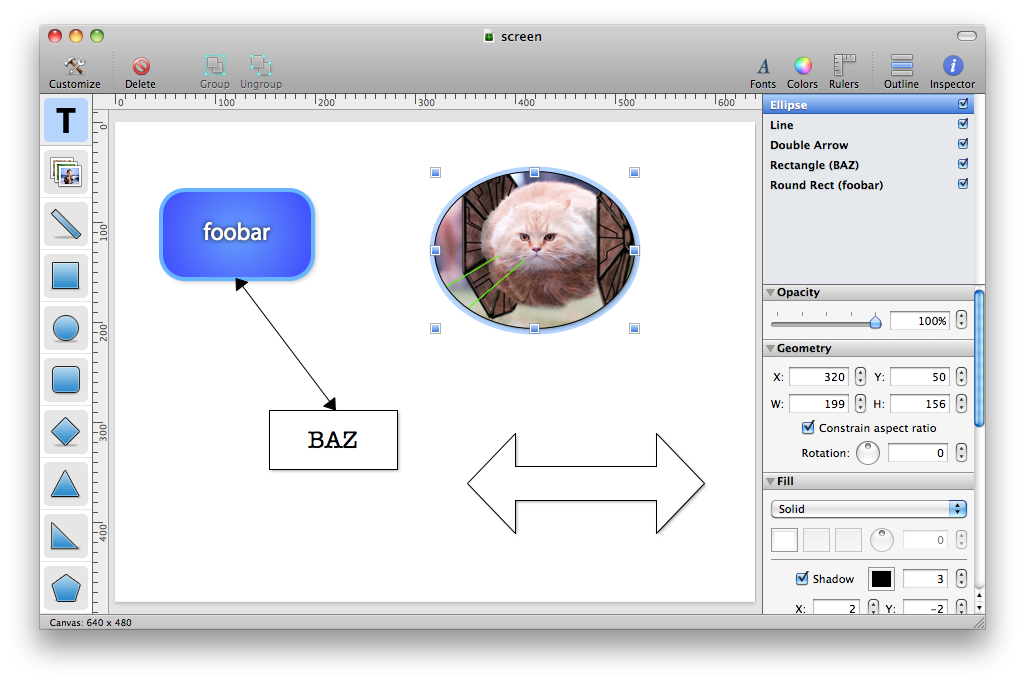 screen
Customize Delete Group Ungroup Fonts Colors Rulers Outline Inspector
0 100 200 300 400 500 600
T
0
100
200
300
400
foobar
BAZ
Ellipse
Line
Double Arrow
Rectangle (BAZ)
Round Rect (foobar)
Opacity
100%
Geometry
X: 320 Y: 50
W: 199 H: 156
Constrain aspect ratio
Rotation: 0
Fill
Solid
0
Shadow 3
X: 2 Y: -2
Canvas: 640 x 480